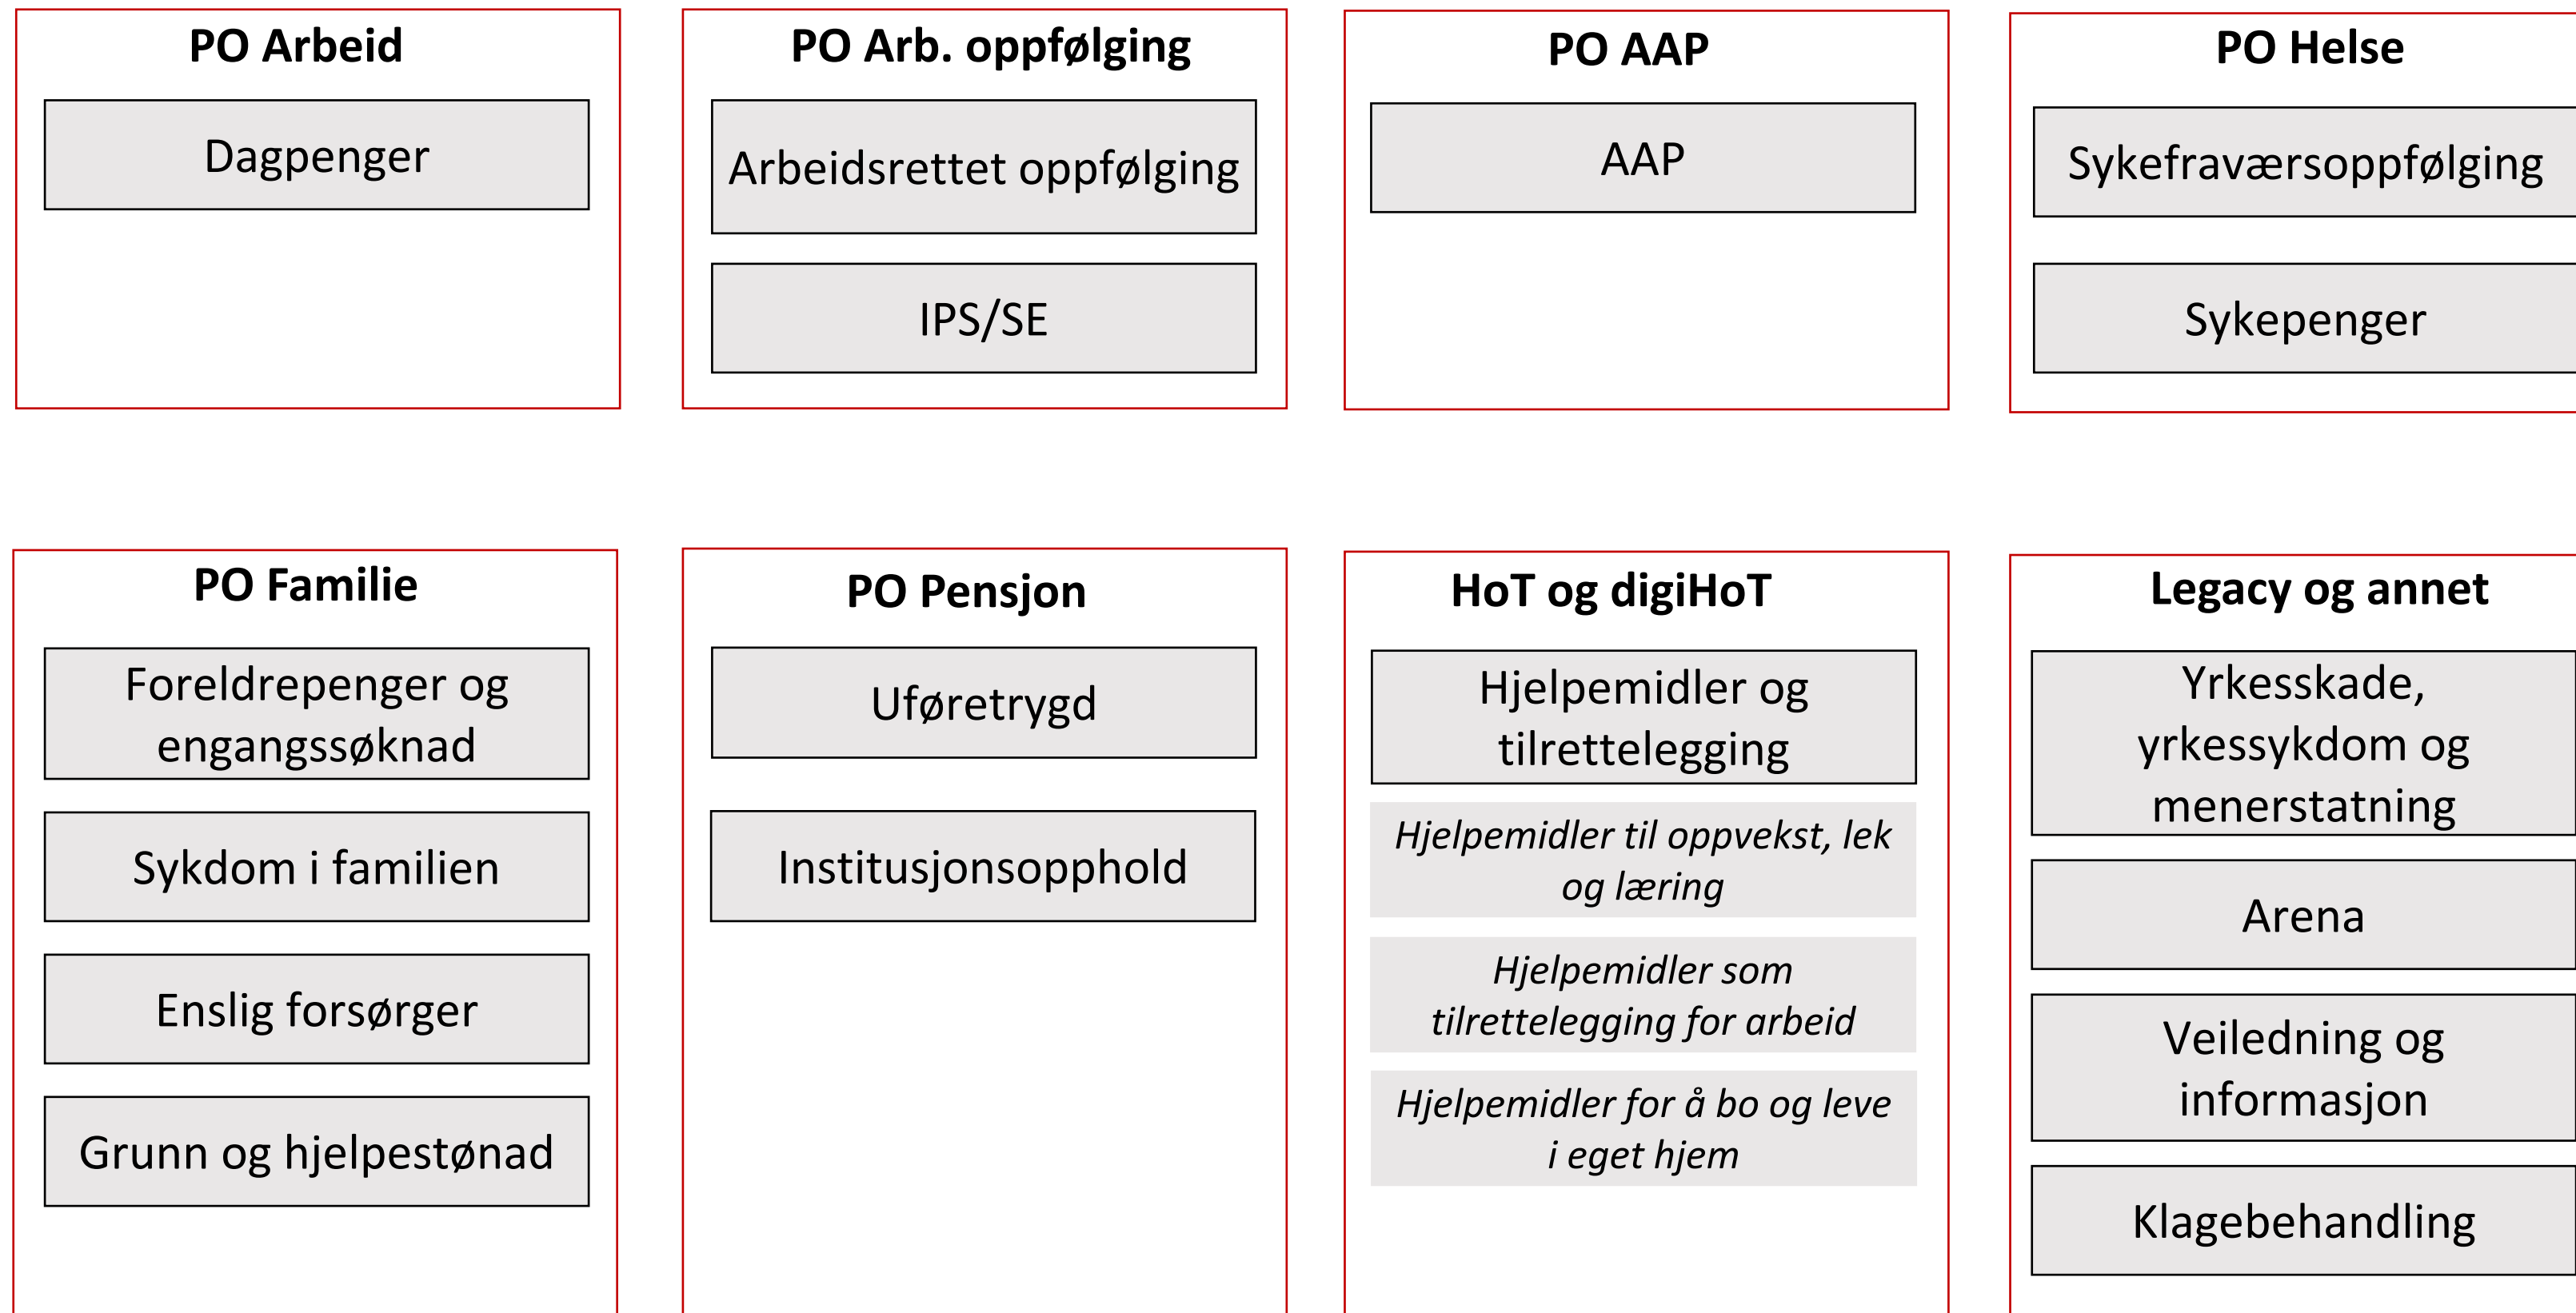 PO Arbeid
Dagpenger
PO Arb. oppfølging
Arbeidsrettet oppfølging
IPS/SE
PO AAP
AAP
PO Helse
Sykefraværsoppfølging
Sykepenger
PO Familie
Foreldrepenger og
engangssøknad
Sykdom i familien
Enslig forsørger
Grunn og hjelpestønad
PO Pensjon
Uføretrygd
Institusjonsopphold
HoT og digiHoT
Hjelpemidler og
tilrettelegging
Hjelpemidler til oppvekst, lek
og læring
Hjelpemidler som
tilrettelegging for arbeid
Hjelpemidler for å bo og leve
i eget hjem
Legacy og annet
Yrkesskade,
yrkessykdom og
menerstatning
Arena
Veiledning og
informasjon
Klagebehandling